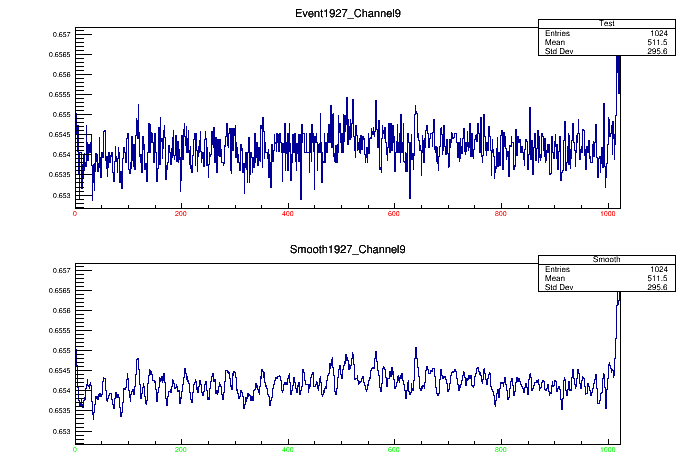 Event1927_Channel9
Test
Entries 1024
Mean 511.5
Std Dev 295.6
0.657
0.6565
0.656
0.6555
0.655
0.6545
0.654
0.6535
0.653
0 200 400 600 800 1000
Smooth1927_Channel9
Smooth
Entries 1024
Mean 511.5
Std Dev 295.6
0.657
0.6565
0.656
0.6555
0.655
0.6545
0.654
0.6535
0.653
0 200 400 600 800 1000